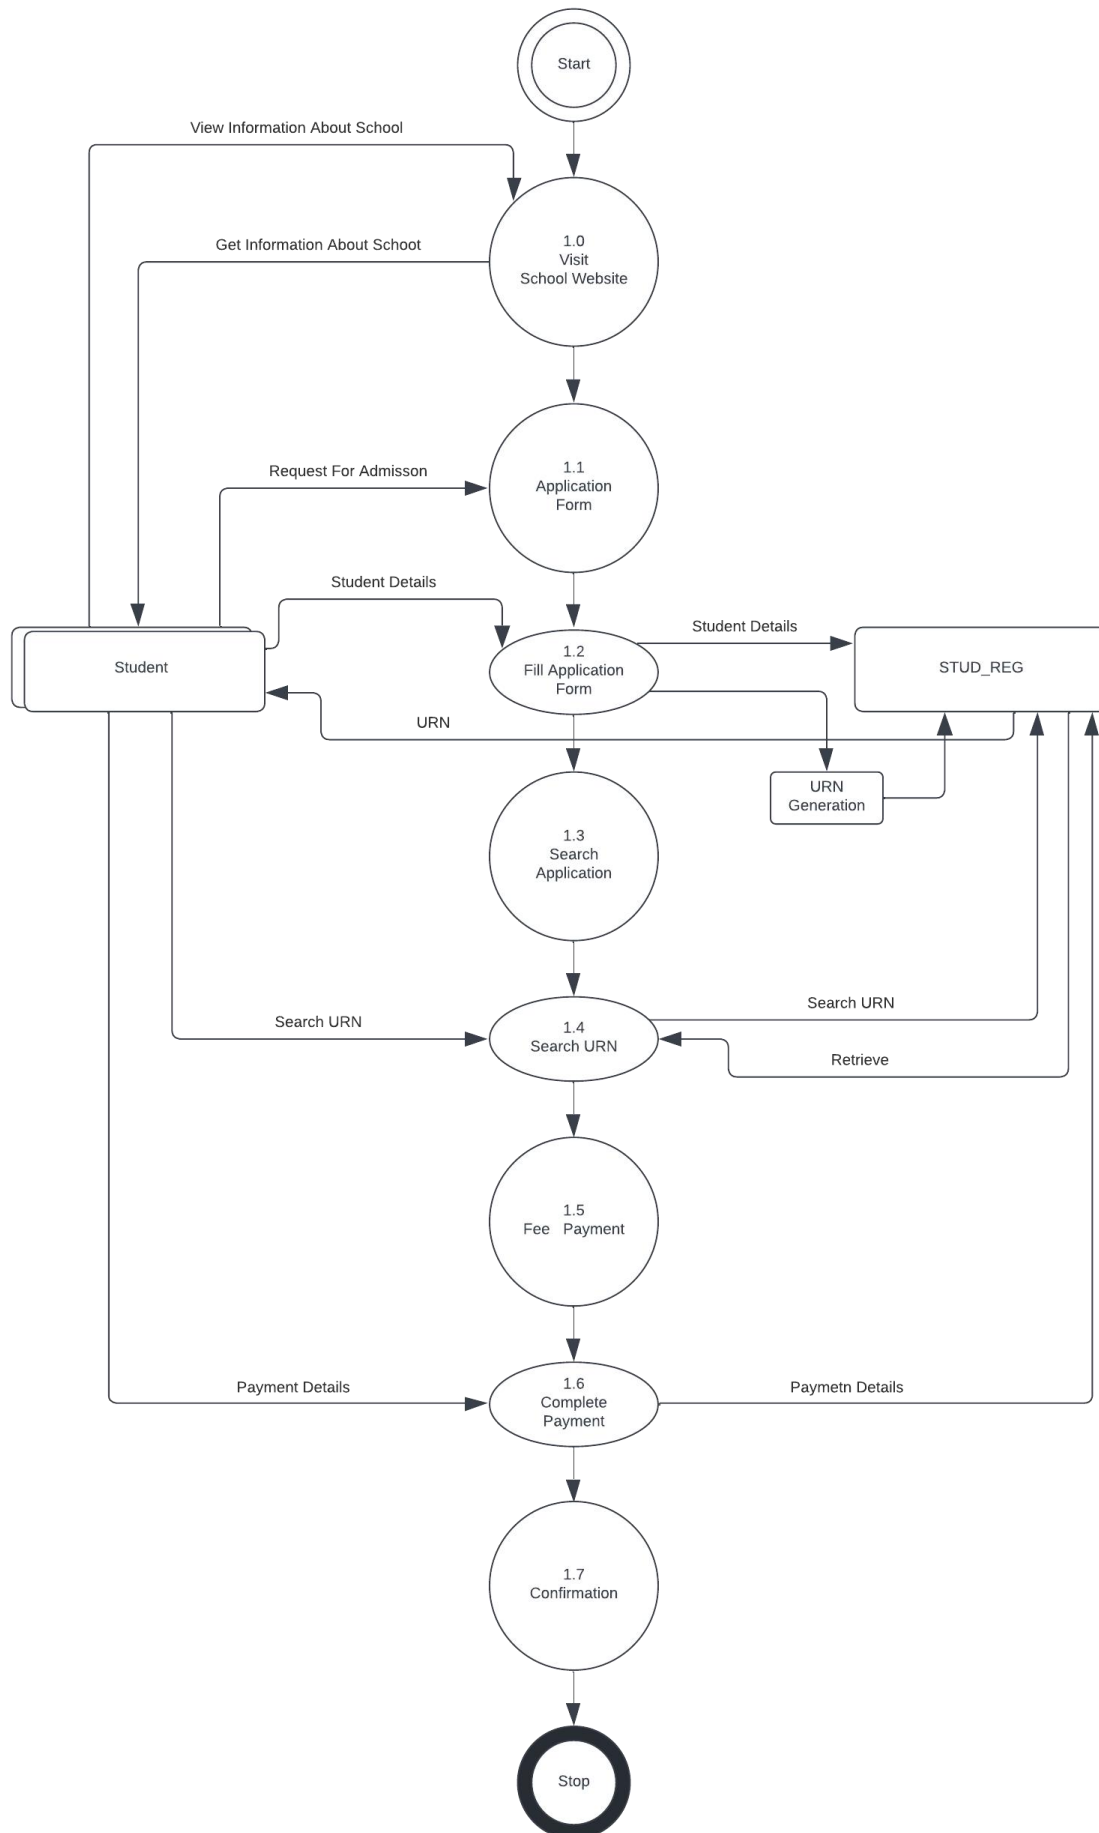 Start
View Information About School
1.0
Visit
School Website
Get Information About Schoot
1.1
Application
Form
Request For Admisson
Student Details
Student
1.2
Fill Application
Form
Student Details
STUD_REG
URN
URN
Generation
1.3
Search
Application
Search URN
1.4
Search URN
Search URN
Retrieve
1.5
Fee   Payment
Payment Details
1.6
Complete
Payment
Paymetn Details
1.7
Confirmation
Stop